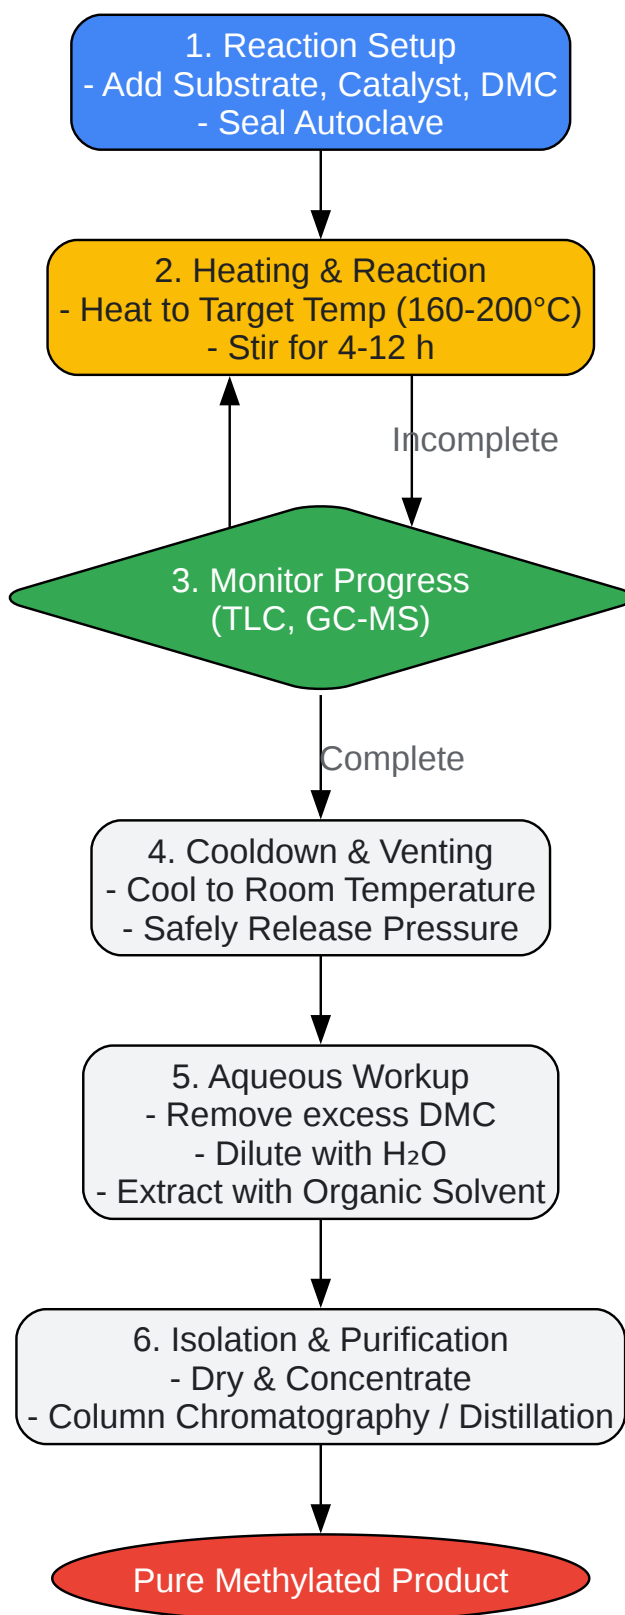 1. Reaction Setup
- Add Substrate, Catalyst, DMC
- Seal Autoclave
2. Heating & Reaction
- Heat to Target Temp (160-200°C)
- Stir for 4-12 h
Incomplete
3. Monitor Progress
(TLC, GC-MS)
Complete
4. Cooldown & Venting
- Cool to Room Temperature
- Safely Release Pressure
5. Aqueous Workup
- Remove excess DMC
- Dilute with H₂O
- Extract with Organic Solvent
6. Isolation & Purification
- Dry & Concentrate
- Column Chromatography / Distillation
Pure Methylated Product